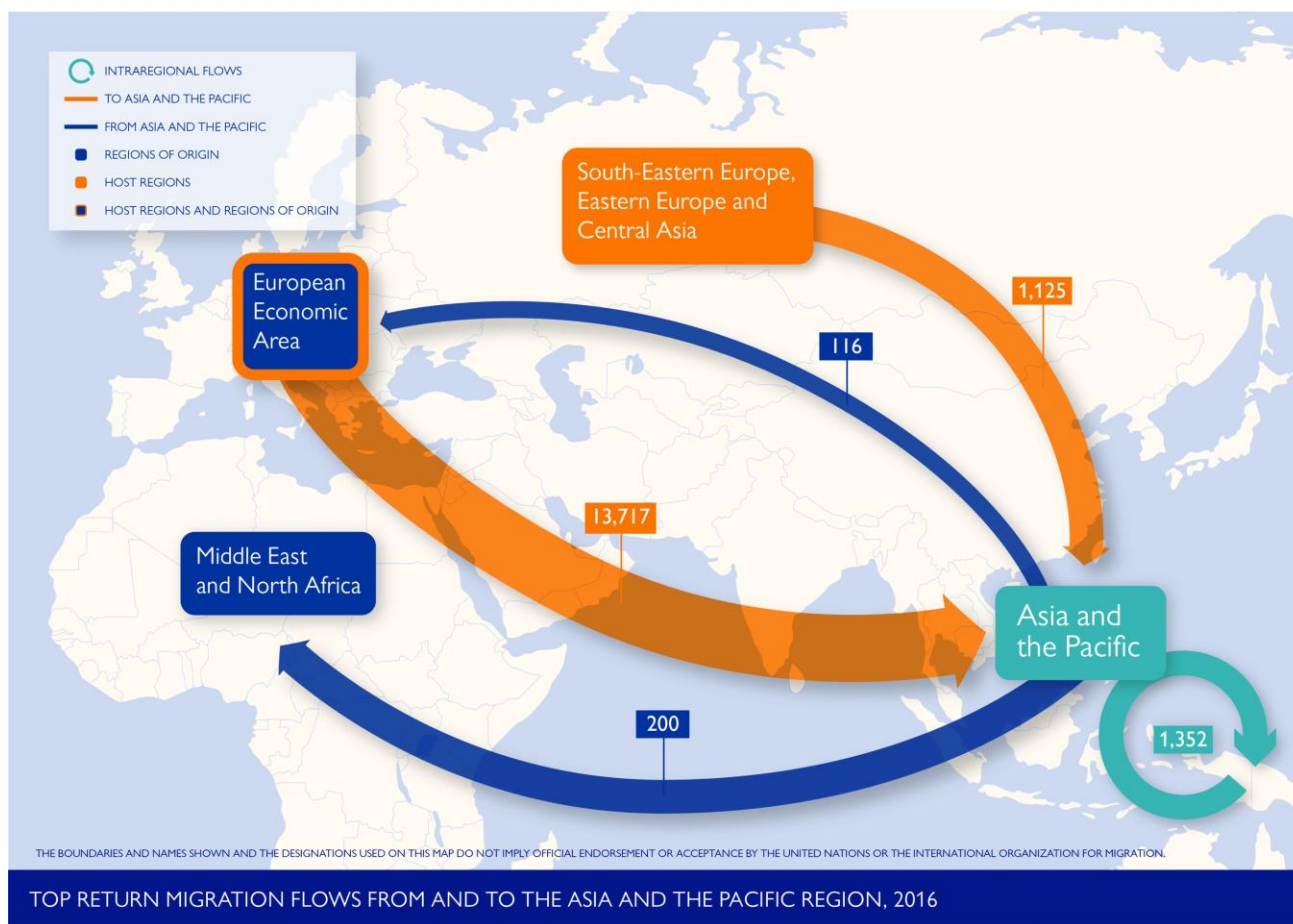 INTRAREGIONAL FLOWS
TO ASIA AND THE PACIFIC
FROM ASIA AND THE PACIFIC
REGIONS OF ORIGIN
HOST REGIONS
HOST REGIONS AND REGIONS OF ORIGIN
South-Eastern Europe,
Eastern Europe and
Central Asia
European
Economic
Area
1,125
116
13,717
Middle East
and North Africa
Asia and
the Pacific
200
1,352
THE BOUNDARIES AND NAMES SHOWN AND THE DESIGNATIONS USED ON THIS MAP DO NOT IMPLY OFFICIAL ENDORSEMENT OR ACCEPTANCE BY THE UNITED NATIONS OR THE INTERNATIONAL ORGANIZATION FOR MIGRATION.
TOP RETURN MIGRATION FLOWS FROM AND TO THE ASIA AND THE PACIFIC REGION, 2016